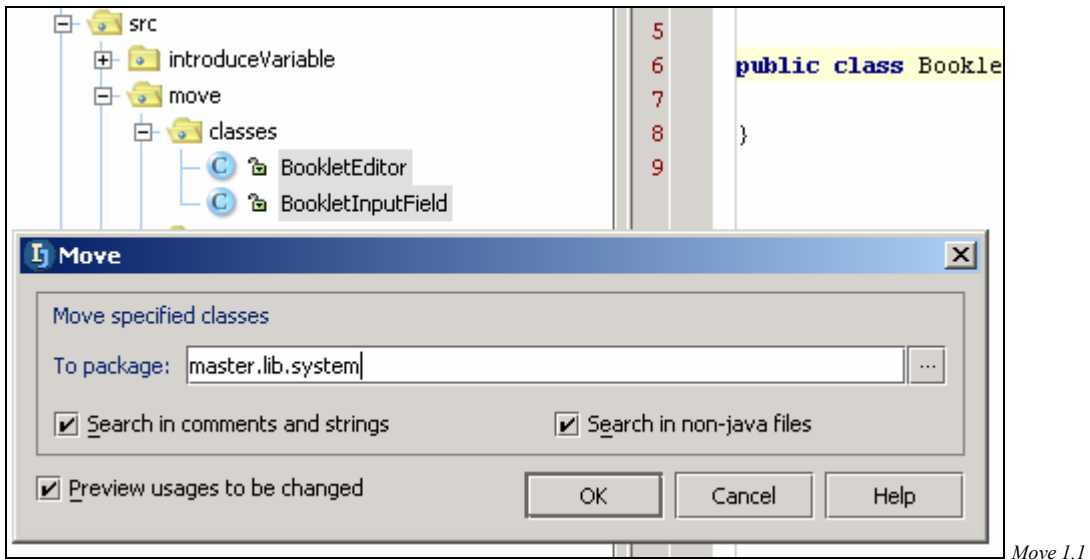 src
introduceVariable
move
classes
C BookletEditor
C BookletInputField
5
6 public class Bookle
7
8 }
9
IJ Move
Move specified classes
To package: master.lib.system ...
Search in comments and strings Search in non-java files
Preview usages to be changed OK Cancel Help
Move 1.1